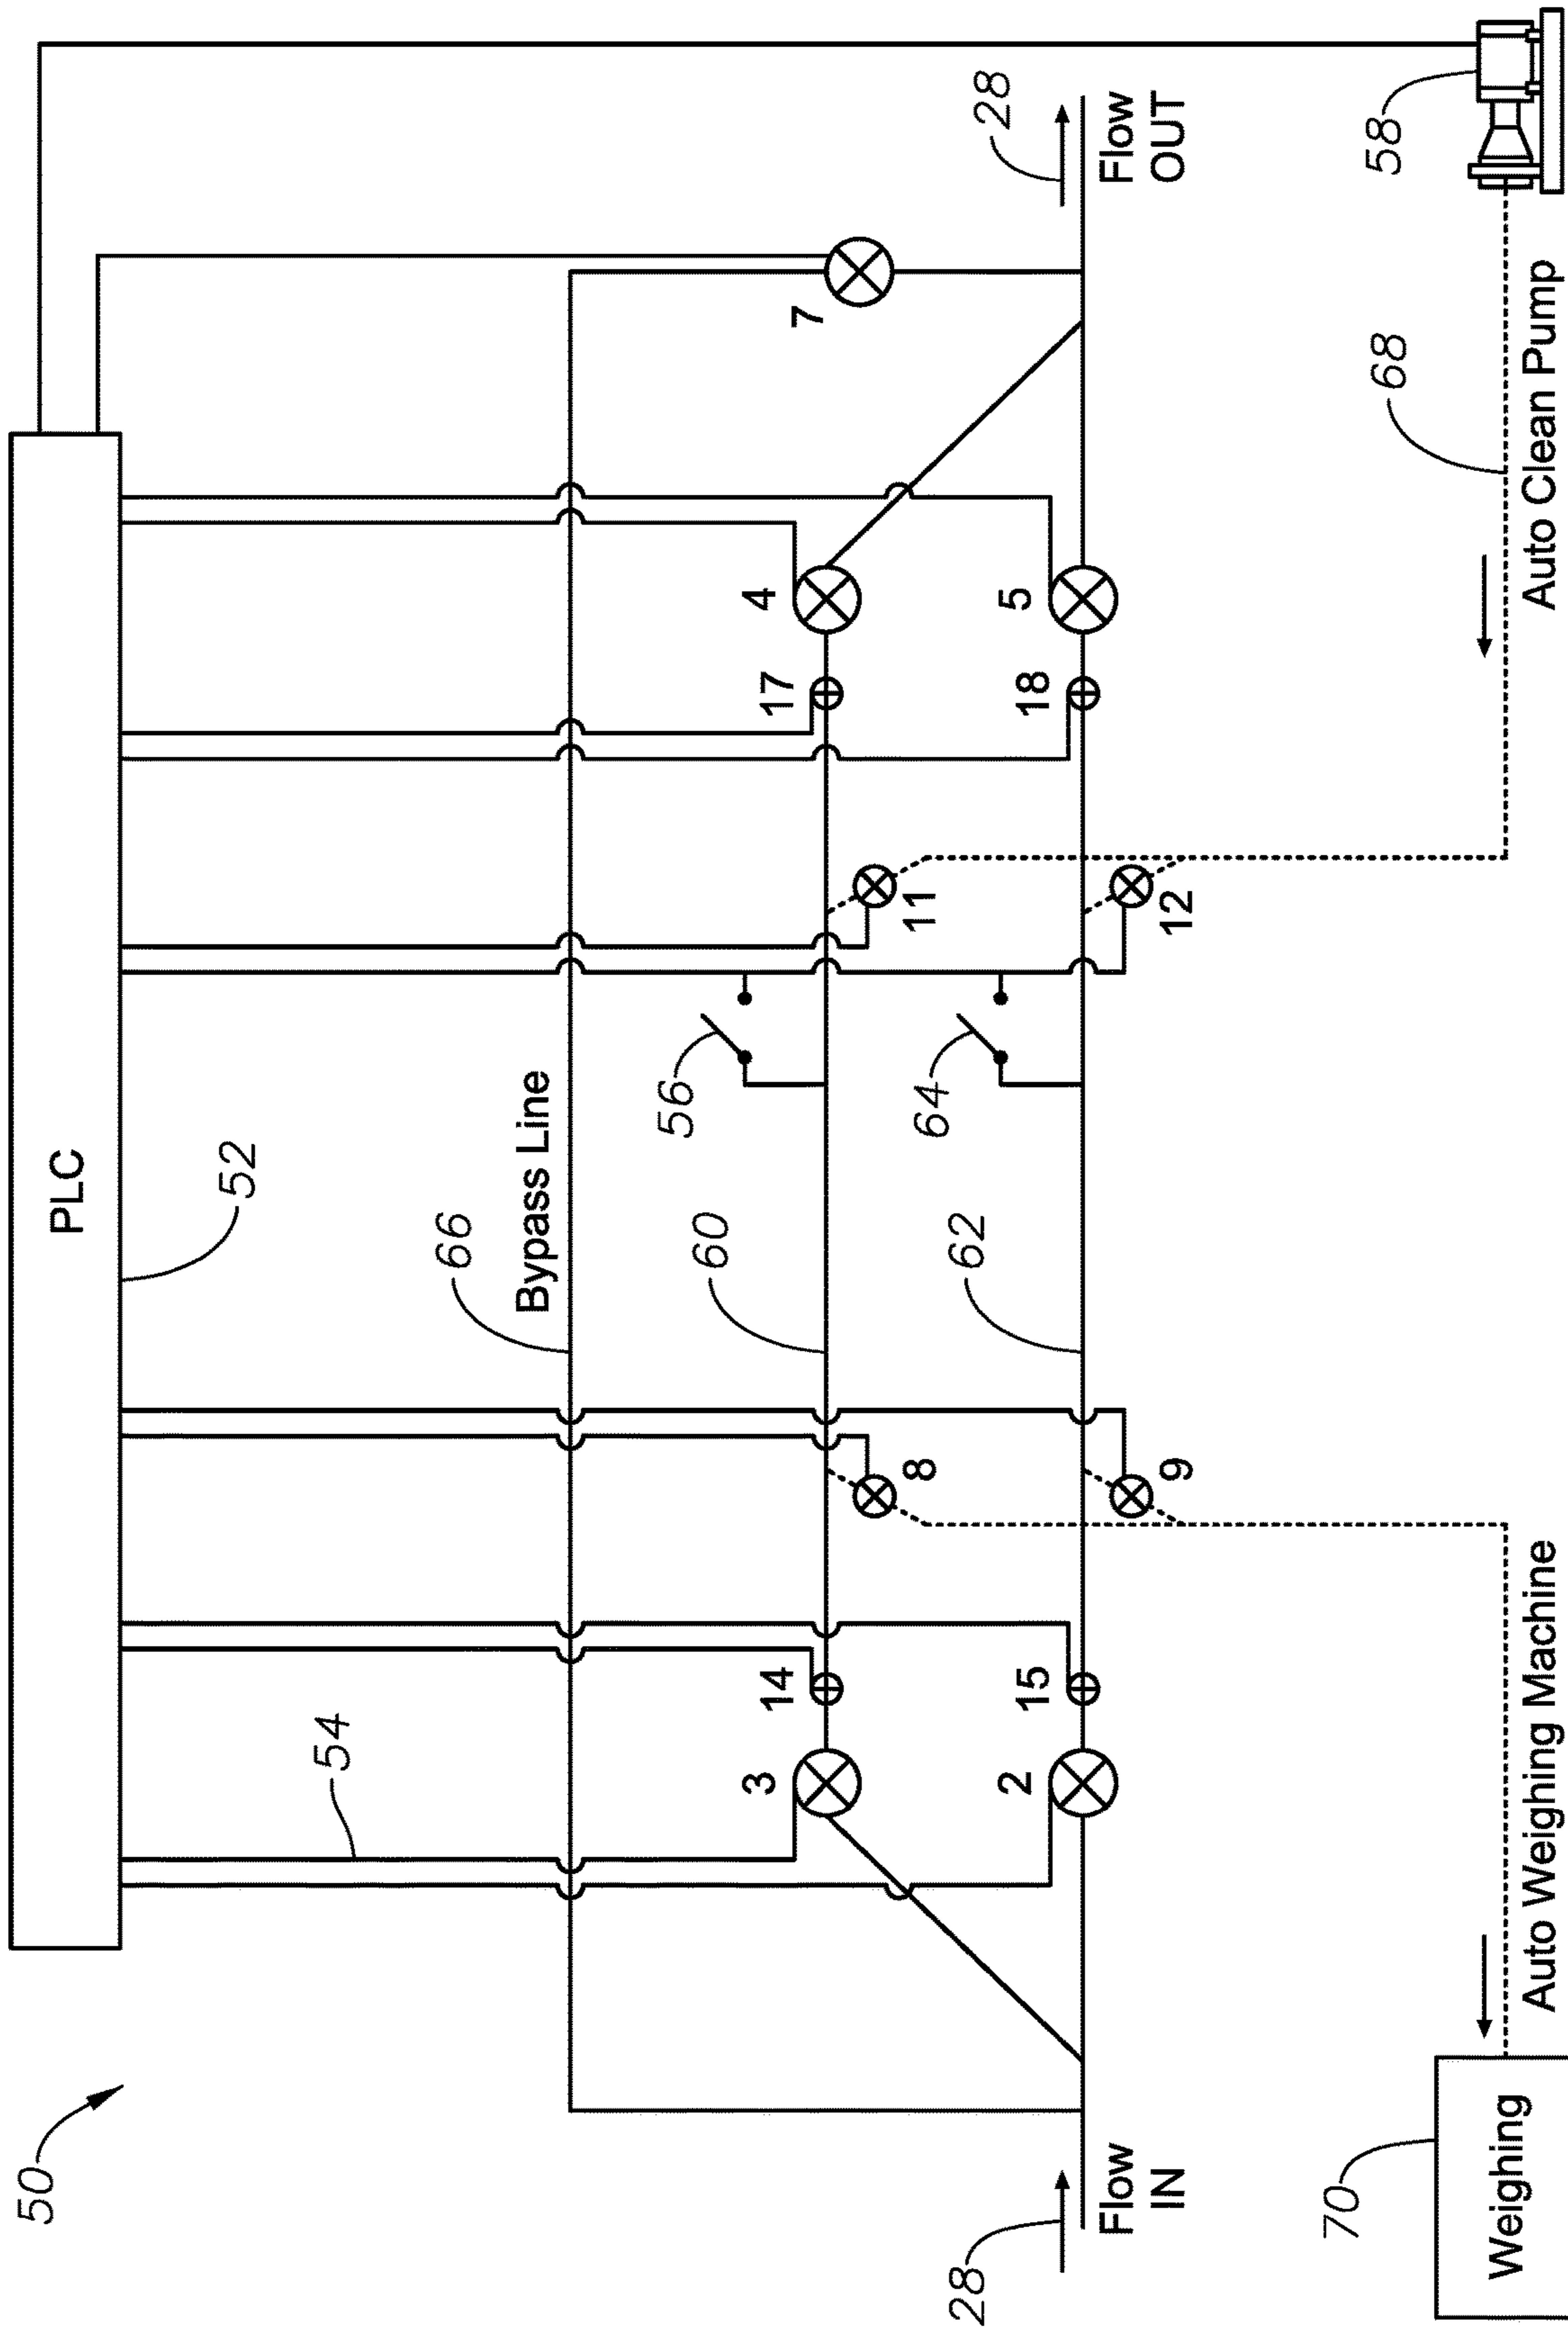 50
PLC
52
54
66
Bypass Line
56
60
64
62
3
14
8
11
17
4
7
2
15
9
12
18
5
28
Flow
IN
28
Flow
OUT
58
68
70
Weighing
Auto Weighing Machine
Auto Clean Pump